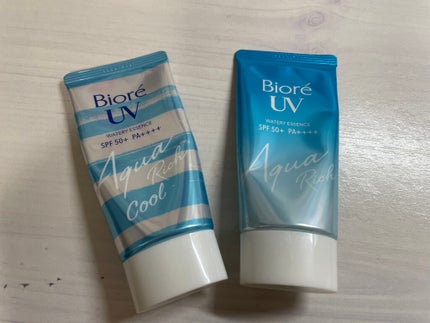 Bioré
UV
WATERY ESSENCE
SPF 50+ PA++++
Aqua
Rich
Cool
Bioré
UV
WATERY ESSENCE
SPF 50+ PA++++
Aqua
Rich